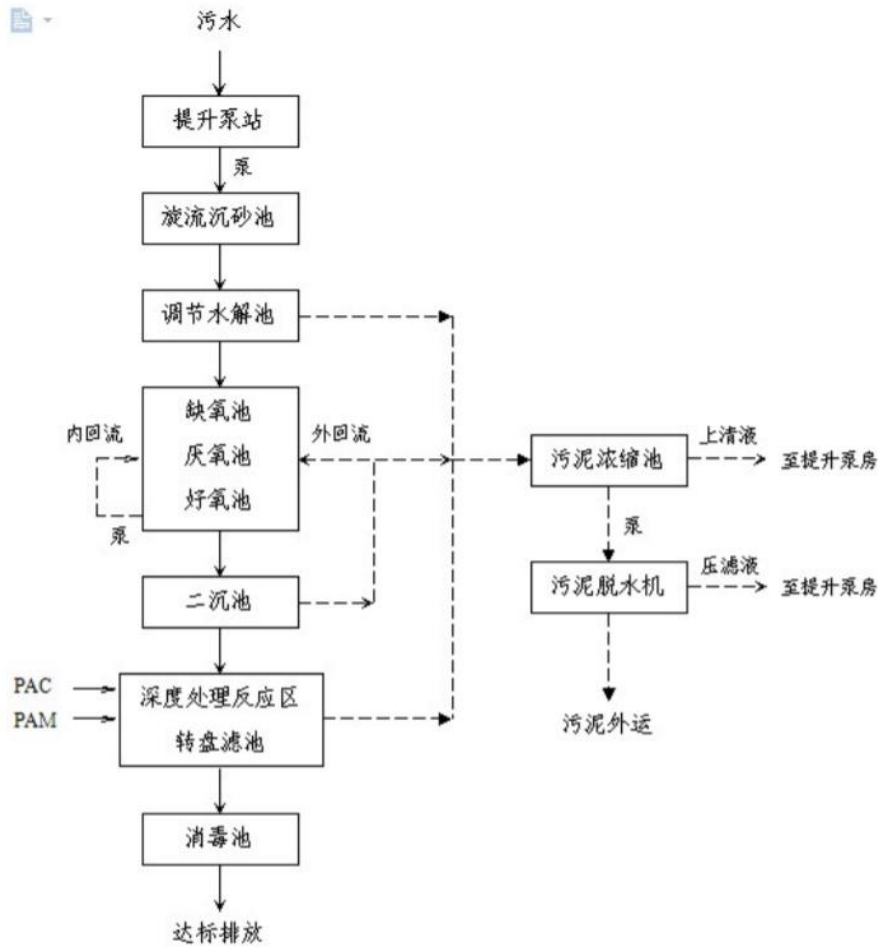 污水
提升泵站
泵
旋流沉砂池
调节水解池
缺氧池
内回流
厌氧池
好氧池
泵
外回流
二沉池
PAC
PAM
深度处理反应区
转盘滤池
消毒池
达标排放
污泥浓缩池
上清液
至提升泵房
泵
污泥脱水机
压滤液
至提升泵房
污泥外运